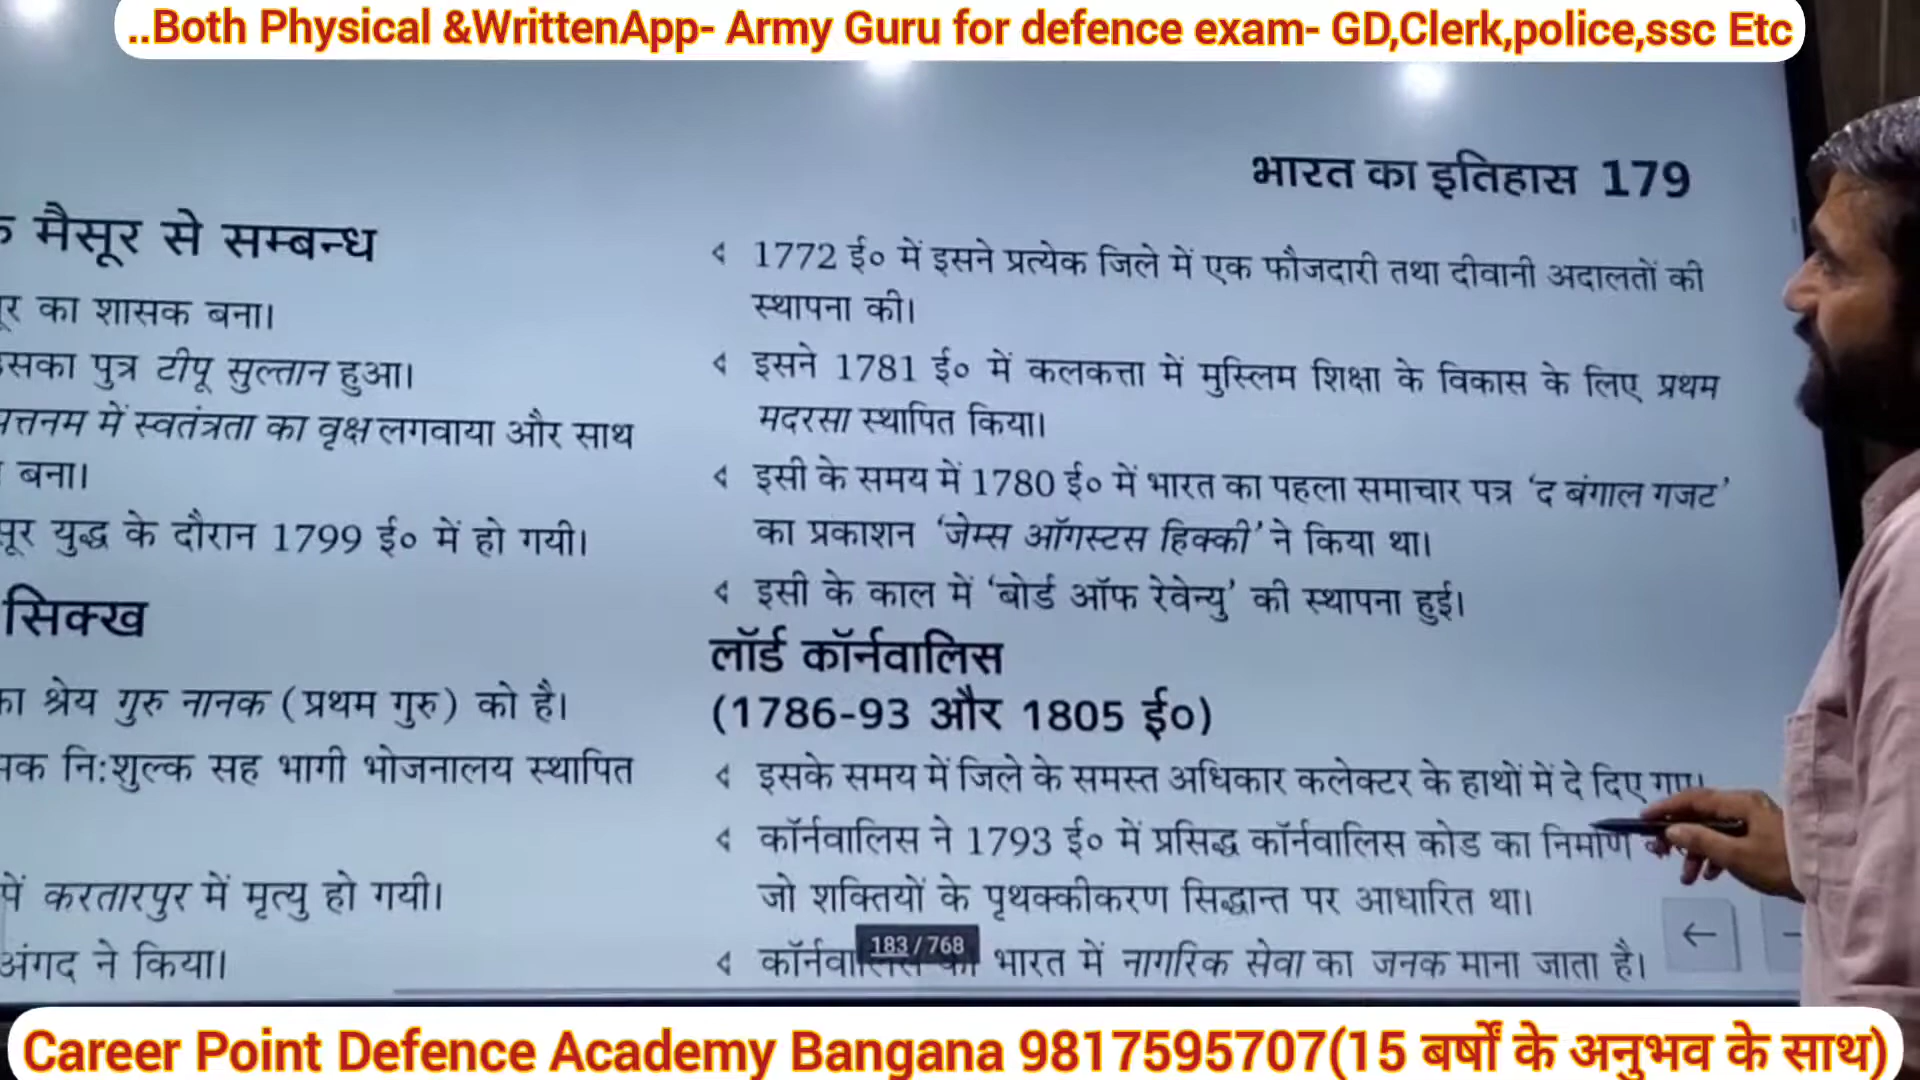 ..Both Physical &WrittenApp- Army Guru for defence exam- GD,Clerk,police,ssc Etc
भारत का इतिहास 179
मैसूर से सम्बन्ध
का शासक बना।
पुत्र टीपू सुल्तान हुआ।
में स्वतंत्रता का वृक्ष लगवाया और साथ
बना।
युद्ध के दौरान 1799 ई० में हो गयी।
सिक्ख
श्रेय गुरु नानक (प्रथम गुरु) को है।
नि:शुल्क सह भागी भोजनालय स्थापित
करतारपुर में मृत्यु हो गयी।
अंगद ने किया।
1772 ई० में इसने प्रत्येक जिले में एक फौजदारी तथा दीवानी अदालतों की
स्थापना की।
इसने 1781 ई० में कलकत्ता में मुस्लिम शिक्षा के विकास के लिए प्रथम
मदरसा स्थापित किया।
इसी के समय में 1780 ई० में भारत का पहला समाचार पत्र ‘द बंगाल गजट’
का प्रकाशन ‘जेम्स ऑगस्टस हिक्की’ ने किया था।
इसी के काल में ‘बोर्ड ऑफ रेवेन्यु’ की स्थापना हुई।
लॉर्ड कॉर्नवालिस
(1786-93 और 1805 ई०)
इसके समय में जिले के समस्त अधिकार कलेक्टर के हाथों में दे दिए गए।
कॉर्नवालिस ने 1793 ई० में प्रसिद्ध कॉर्नवालिस कोड का निर्माण
जो शक्तियों के पृथक्कीकरण सिद्धान्त पर आधारित था।
कॉर्नवालिस को भारत में नागरिक सेवा का जनक माना जाता है।
183 / 768
Career Point Defence Academy Bangana 9817595707(15 बर्षों के अनुभव के साथ)